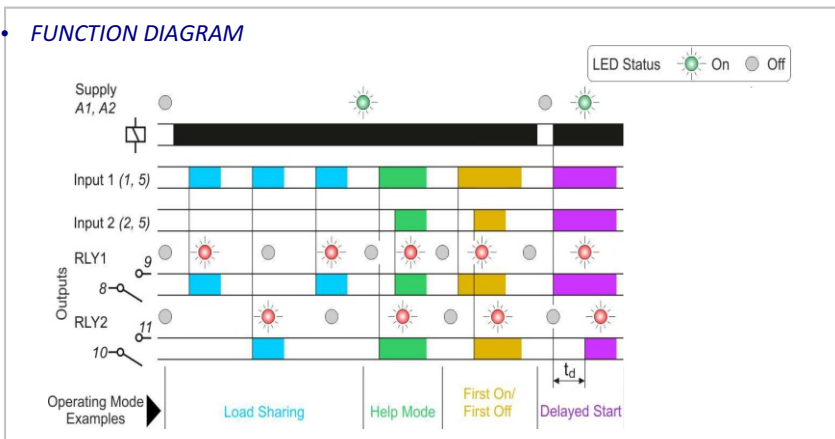 • FUNCTION DIAGRAM
LED Status On Off
Supply
A1, A2
Input 1 (1, 5)
Input 2 (2, 5)
Outputs
RLY1
9
8
RLY2
11
10
td
Operating Mode
Examples
Load Sharing
Help Mode
First On/
First Off
Delayed Start